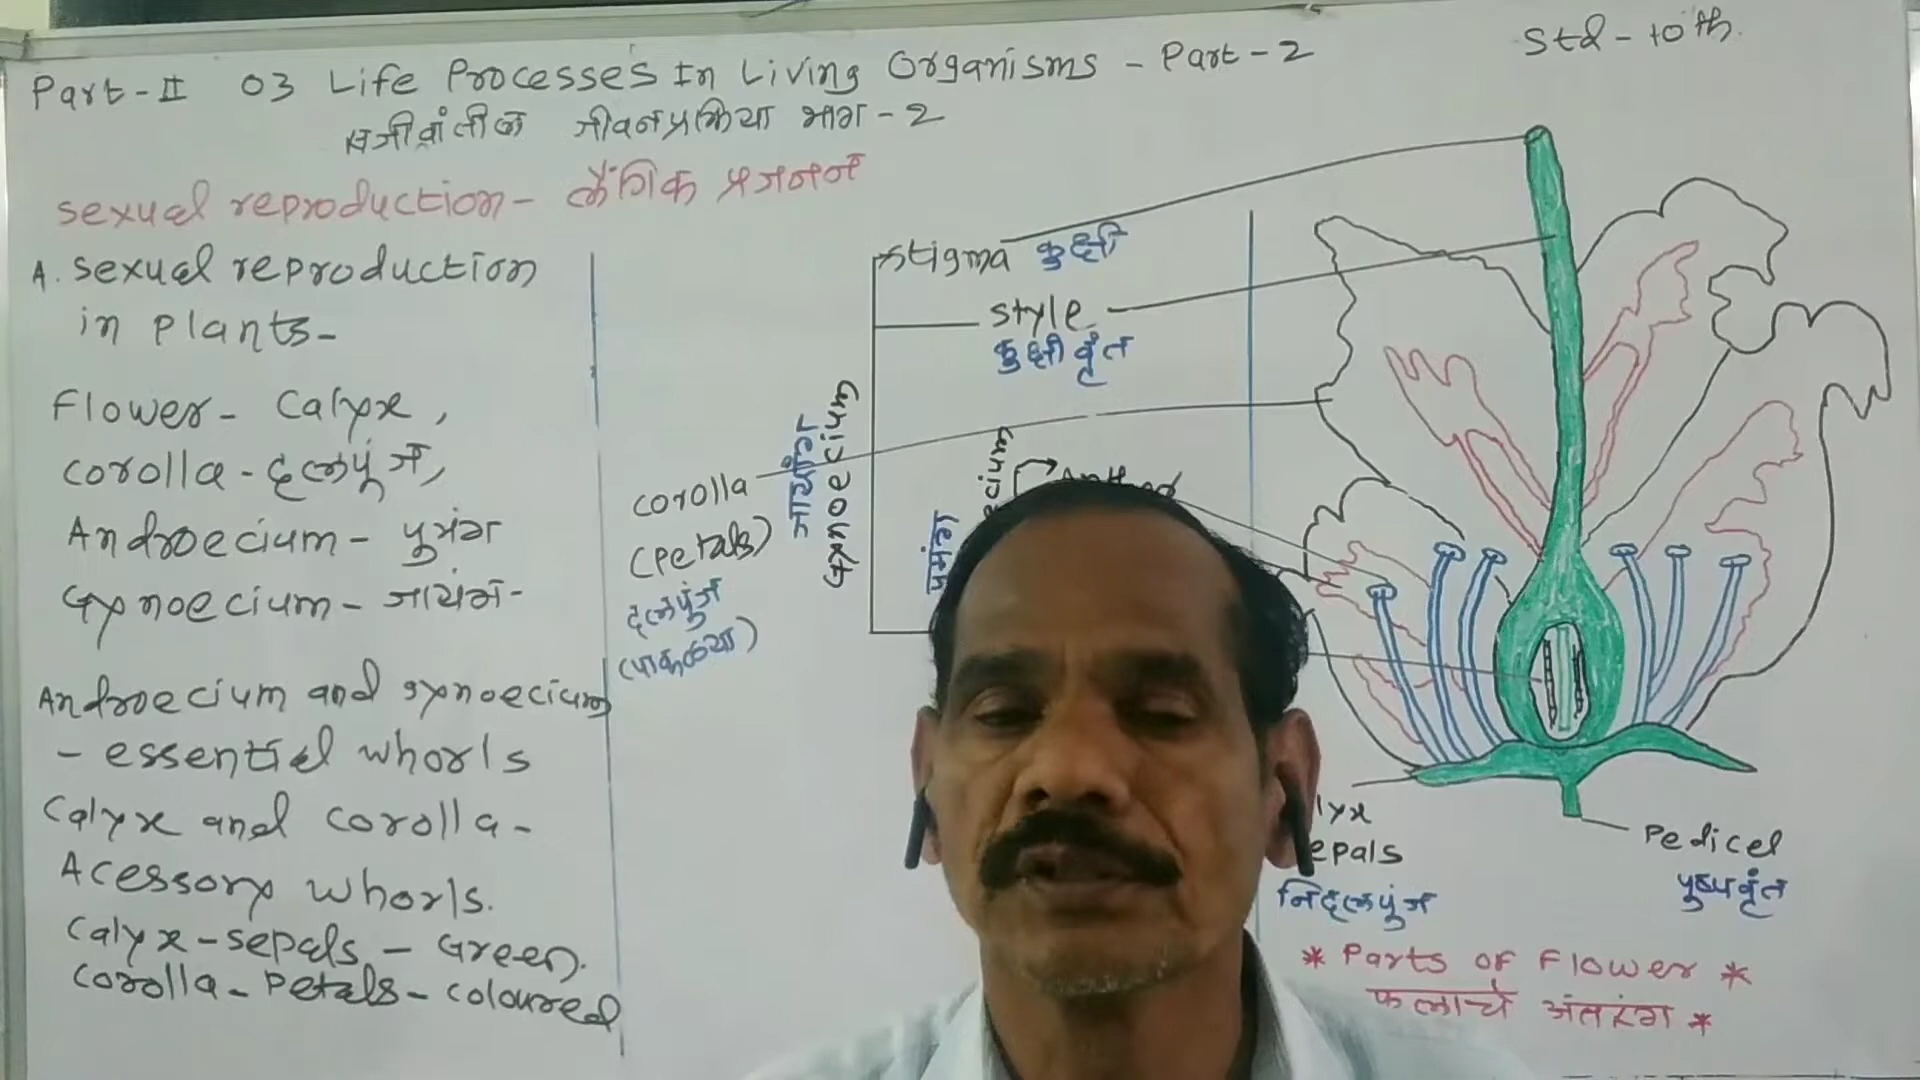 Part-II 03 Life Processes In Living Organisms - Part-2
Std-10th.
सजीवांतील जीवनप्रक्रिया भाग-2
sexual reproduction- लैंगिक प्रजनन
A. sexual reproduction
in plants-
Flower- Calyx,
corolla-दलपूंज,
Androecium- पुमंग
Gynoecium- जायांग-
Androecium and gynoecium
- essential whorls
Calyx and corolla-
Acessory whorls.
Calyx-sepals- Green.
corolla- Petals- coloured
stigma कुक्षी
style
कुक्षीवृंत
जायांग
Gynoecium
पुमंग
corolla
(Petals)
दलपूंज
(पाकळ्या)
lyx
epals
निदलपूंज
Pedicel
पुष्पवृंत
* Parts of Flower *
फुलाचे अंतरंग *